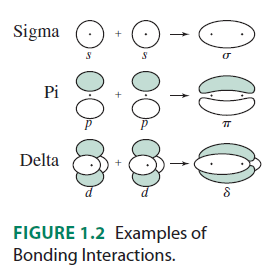 Sigma + →
s s σ
Pi + →
p p π
Delta + →
d d δ
FIGURE 1.2 Examples of
Bonding Interactions.